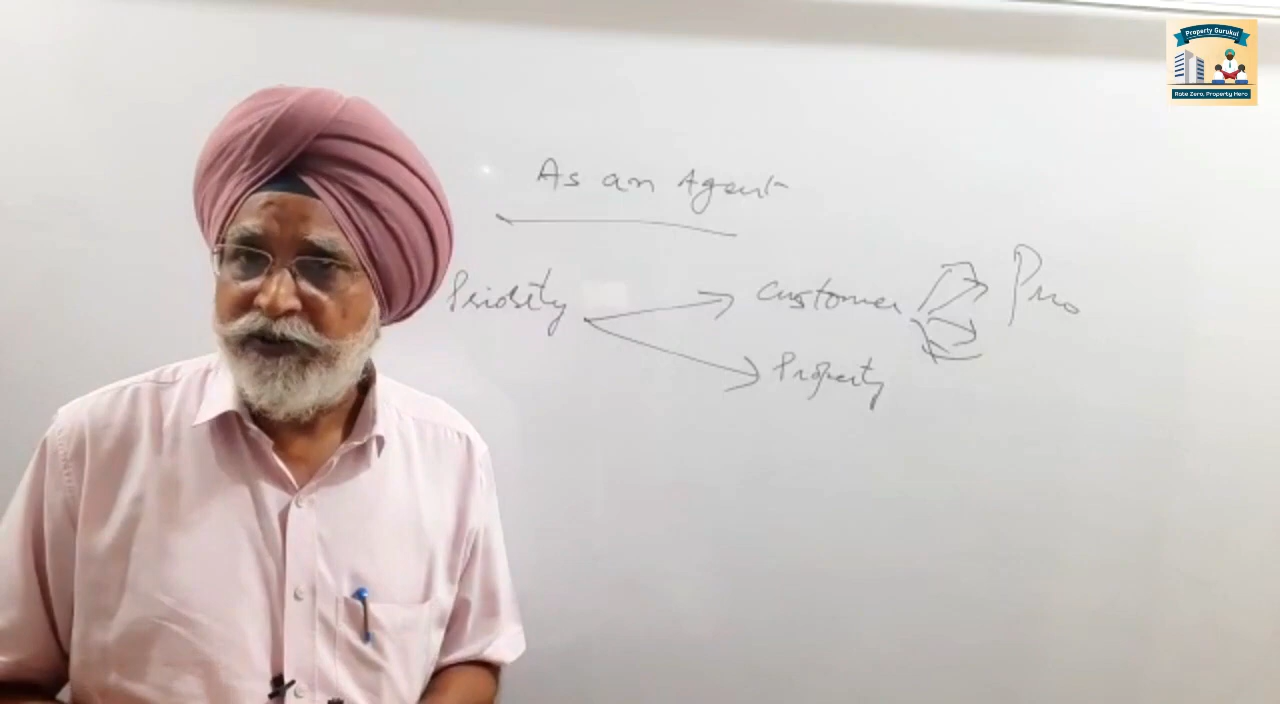 Property Gurukul
Rate Zero, Property Hero
As an Agent
Priority
Customer
Pro
Property